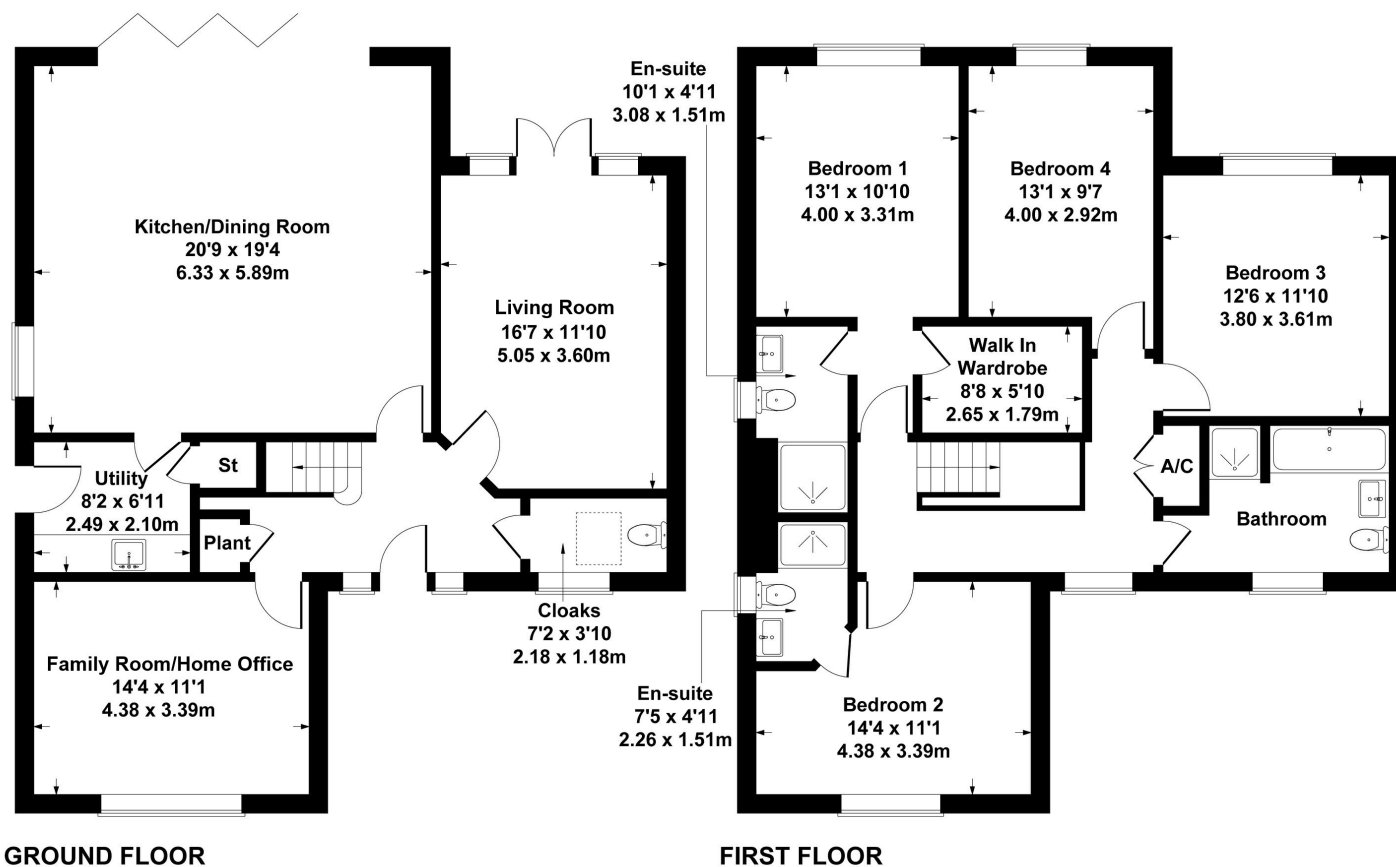 Kitchen/Dining Room
20'9 x 19'4
6.33 x 5.89m
Living Room
16'7 x 11'10
5.05 x 3.60m
Utility
8'2 x 6'11
2.49 x 2.10m
St
Plant
Cloaks
7'2 x 3'10
2.18 x 1.18m
Family Room/Home Office
14'4 x 11'1
4.38 x 3.39m
GROUND FLOOR
En-suite
10'1 x 4'11
3.08 x 1.51m
Bedroom 1
13'1 x 10'10
4.00 x 3.31m
Bedroom 4
13'1 x 9'7
4.00 x 2.92m
Bedroom 3
12'6 x 11'10
3.80 x 3.61m
Walk In
Wardrobe
8'8 x 5'10
2.65 x 1.79m
A/C
Bathroom
En-suite
7'5 x 4'11
2.26 x 1.51m
Bedroom 2
14'4 x 11'1
4.38 x 3.39m
FIRST FLOOR